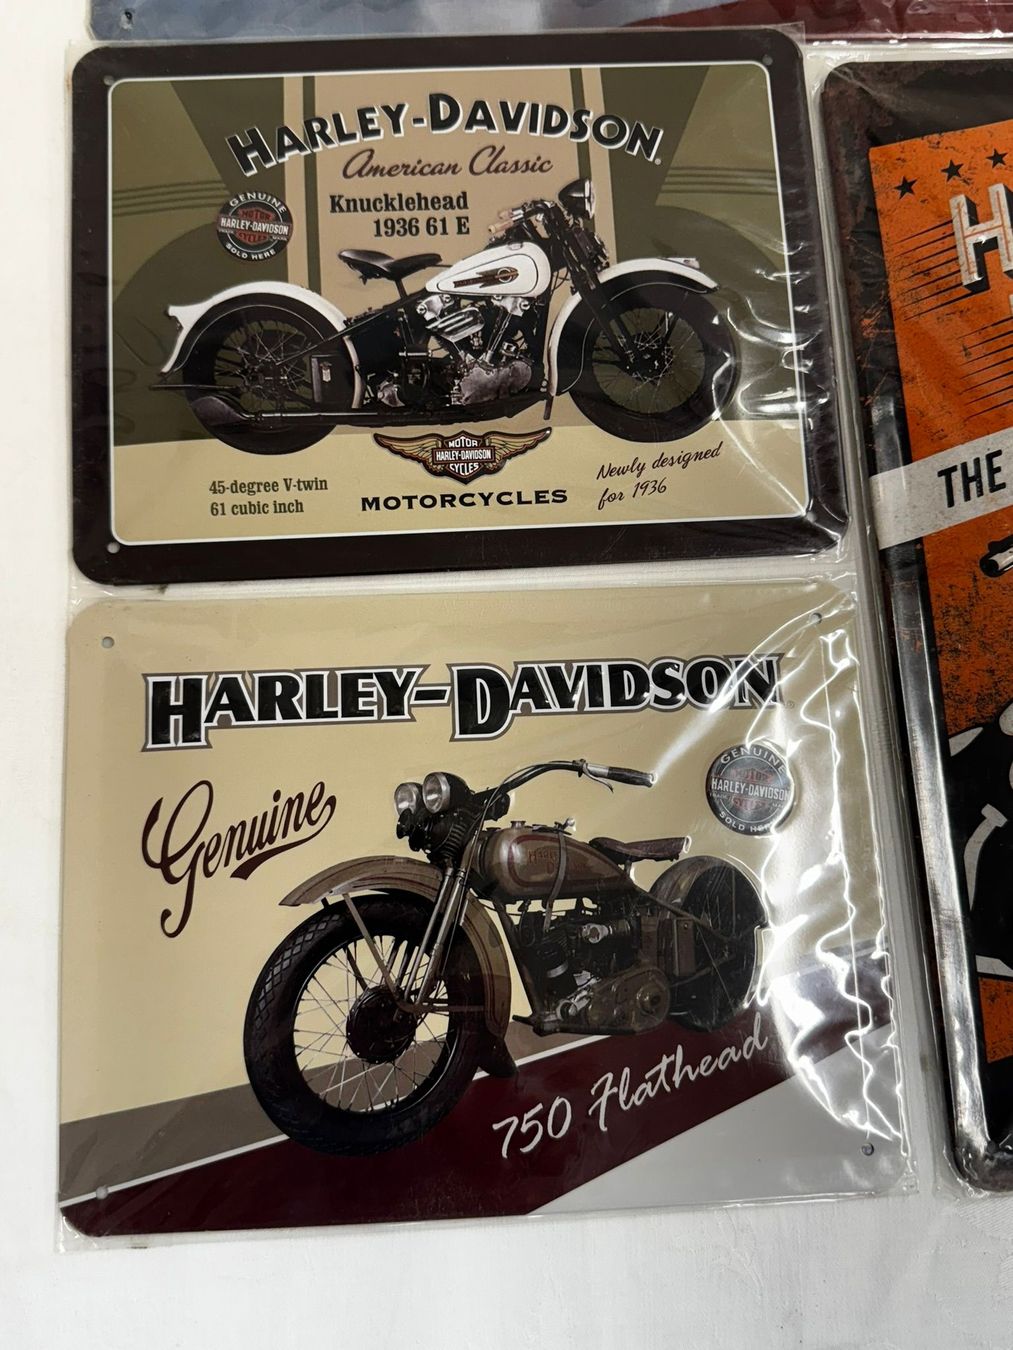 HARLEY-DAVIDSON
American Classic
Knucklehead
1936 61 E
GENUINE
MOTOR
HARLEY-DAVIDSON
CYCLES
SOLD HERE
MOTOR
HARLEY-DAVIDSON
CYCLES
45-degree V-twin
61 cubic inch
MOTORCYCLES
Newly designed
for 1936
HARLEY-DAVIDSON
Genuine
GENUINE
MOTOR
HARLEY-DAVIDSON
CYCLES
SOLD HERE
750 Flathead
H
THE